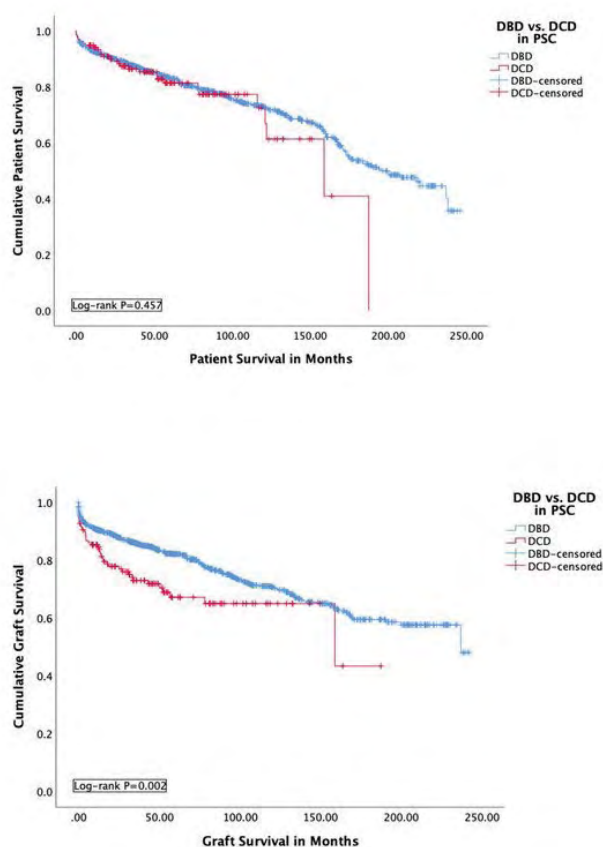 DBD vs. DCD
in PSC
DBD
DCD
DBD-censored
DCD-censored
Cumulative Patient Survival
1.0
0.8
0.6
0.4
0.2
0.0
Log-rank P=0.457
.00 50.00 100.00 150.00 200.00 250.00
Patient Survival in Months
DBD vs. DCD
in PSC
DBD
DCD
DBD-censored
DCD-censored
Cumulative Graft Survival
1.0
0.8
0.6
0.4
0.2
0.0
Log-rank P=0.002
.00 50.00 100.00 150.00 200.00 250.00
Graft Survival in Months